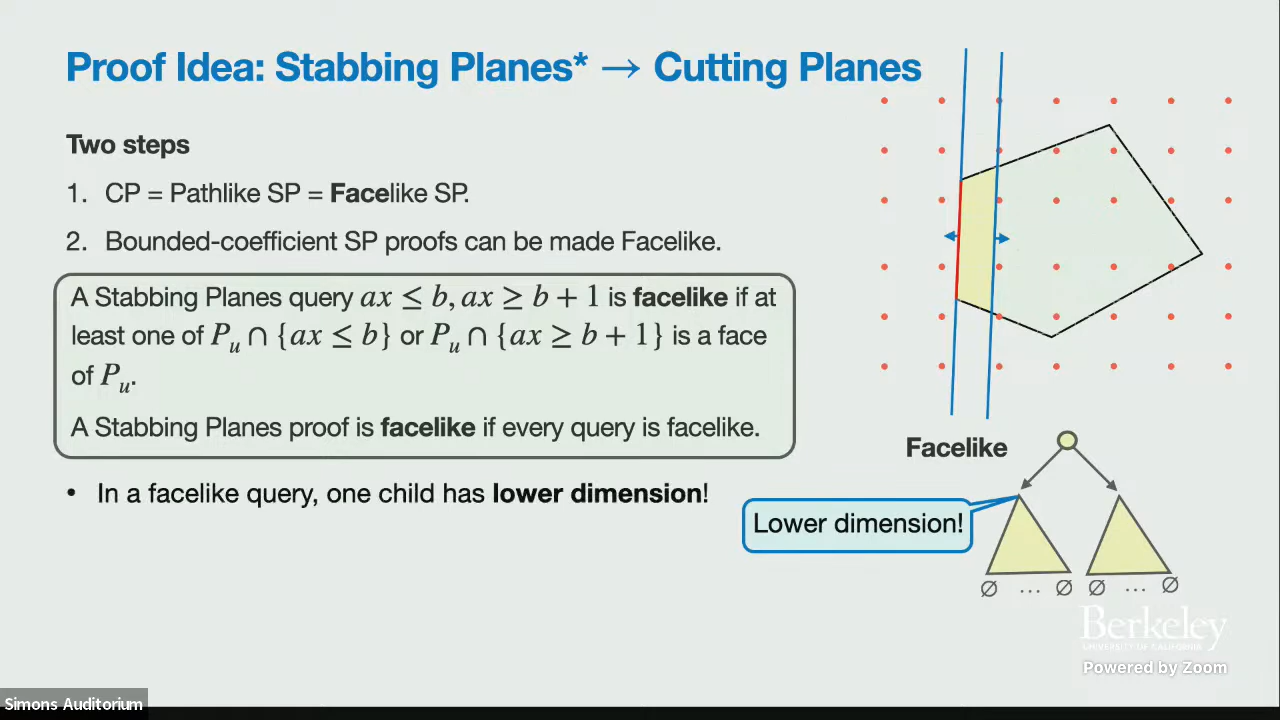 Proof Idea: Stabbing Planes* → Cutting Planes
Two steps
1. CP = Pathlike SP = Facelike SP.
2. Bounded-coefficient SP proofs can be made Facelike.
A Stabbing Planes query ax ≤ b, ax ≥ b + 1 is facelike if at
least one of P_u ∩ {ax ≤ b} or P_u ∩ {ax ≥ b + 1} is a face
of P_u.
A Stabbing Planes proof is facelike if every query is facelike.
• In a facelike query, one child has lower dimension!
Facelike
Lower dimension!
∅ ... ∅ ∅ ... ∅
Berkeley
UNIVERSITY OF CALIFORNIA
Powered by Zoom
Simons Auditorium